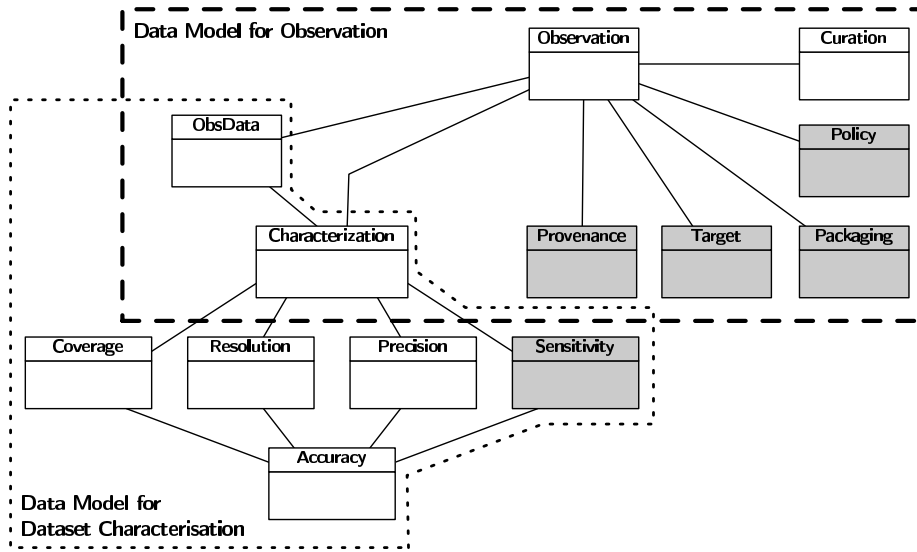 Data Model for Observation
Observation
Curation
ObsData
Policy
Characterization
Provenance
Target
Packaging
Coverage
Resolution
Precision
Sensitivity
Accuracy
Data Model for
Dataset Characterisation